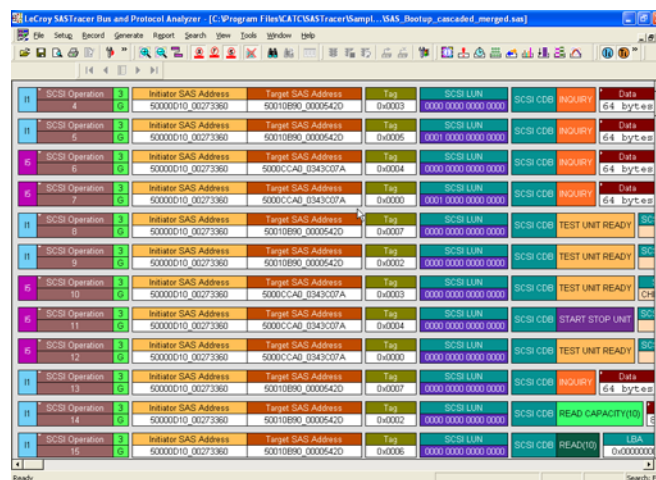 LeCroy SASTracer Bus and Protocol Analyzer - [C:\Program Files\CATC\SASTracer\Sampl...\SAS_Bootup_cascaded_merged.sas]
File Setup Record Generate Report Search View Tools Window Help
I1 SCSI Operation 3 Initiator SAS Address Target SAS Address Tag SCSI LUN SCSI CDB INQUIRY Data
4 G 50000D10_00273360 50010B90_0000542D 0x0003 0000 0000 0000 0000 64 bytes
I1 SCSI Operation 3 Initiator SAS Address Target SAS Address Tag SCSI LUN SCSI CDB INQUIRY Data
5 G 50000D10_00273360 50010B90_0000542D 0x0005 0001 0000 0000 0000 64 bytes
I5 SCSI Operation 3 Initiator SAS Address Target SAS Address Tag SCSI LUN SCSI CDB INQUIRY Data
6 G 50000D10_00273360 5000CCA0_0343C07A 0x0004 0000 0000 0000 0000 64 bytes
I5 SCSI Operation 3 Initiator SAS Address Target SAS Address Tag SCSI LUN SCSI CDB INQUIRY Data
7 G 50000D10_00273360 5000CCA0_0343C07A 0x0000 0001 0000 0000 0000 64 bytes
I1 SCSI Operation 3 Initiator SAS Address Target SAS Address Tag SCSI LUN SCSI CDB TEST UNIT READY
8 G 50000D10_00273360 50010B90_0000542D 0x0007 0000 0000 0000 0000
I1 SCSI Operation 3 Initiator SAS Address Target SAS Address Tag SCSI LUN SCSI CDB TEST UNIT READY
9 G 50000D10_00273360 50010B90_0000542D 0x0002 0000 0000 0000 0000
I5 SCSI Operation 3 Initiator SAS Address Target SAS Address Tag SCSI LUN SCSI CDB TEST UNIT READY
10 G 50000D10_00273360 5000CCA0_0343C07A 0x0003 0000 0000 0000 0000
I5 SCSI Operation 3 Initiator SAS Address Target SAS Address Tag SCSI LUN SCSI CDB START STOP UNIT
11 G 50000D10_00273360 5000CCA0_0343C07A 0x0004 0000 0000 0000 0000
I5 SCSI Operation 3 Initiator SAS Address Target SAS Address Tag SCSI LUN SCSI CDB TEST UNIT READY
12 G 50000D10_00273360 5000CCA0_0343C07A 0x0000 0000 0000 0000 0000
I1 SCSI Operation 3 Initiator SAS Address Target SAS Address Tag SCSI LUN SCSI CDB INQUIRY Data
13 G 50000D10_00273360 50010B90_0000542D 0x0007 0000 0000 0000 0000 64 bytes
I1 SCSI Operation 3 Initiator SAS Address Target SAS Address Tag SCSI LUN SCSI CDB READ CAPACITY(10)
14 G 50000D10_00273360 50010B90_0000542D 0x0002 0000 0000 0000 0000
I1 SCSI Operation 3 Initiator SAS Address Target SAS Address Tag SCSI LUN SCSI CDB READ(10) LBA
15 G 50000D10_00273360 50010B90_0000542D 0x0006 0000 0000 0000 0000
Ready Search: